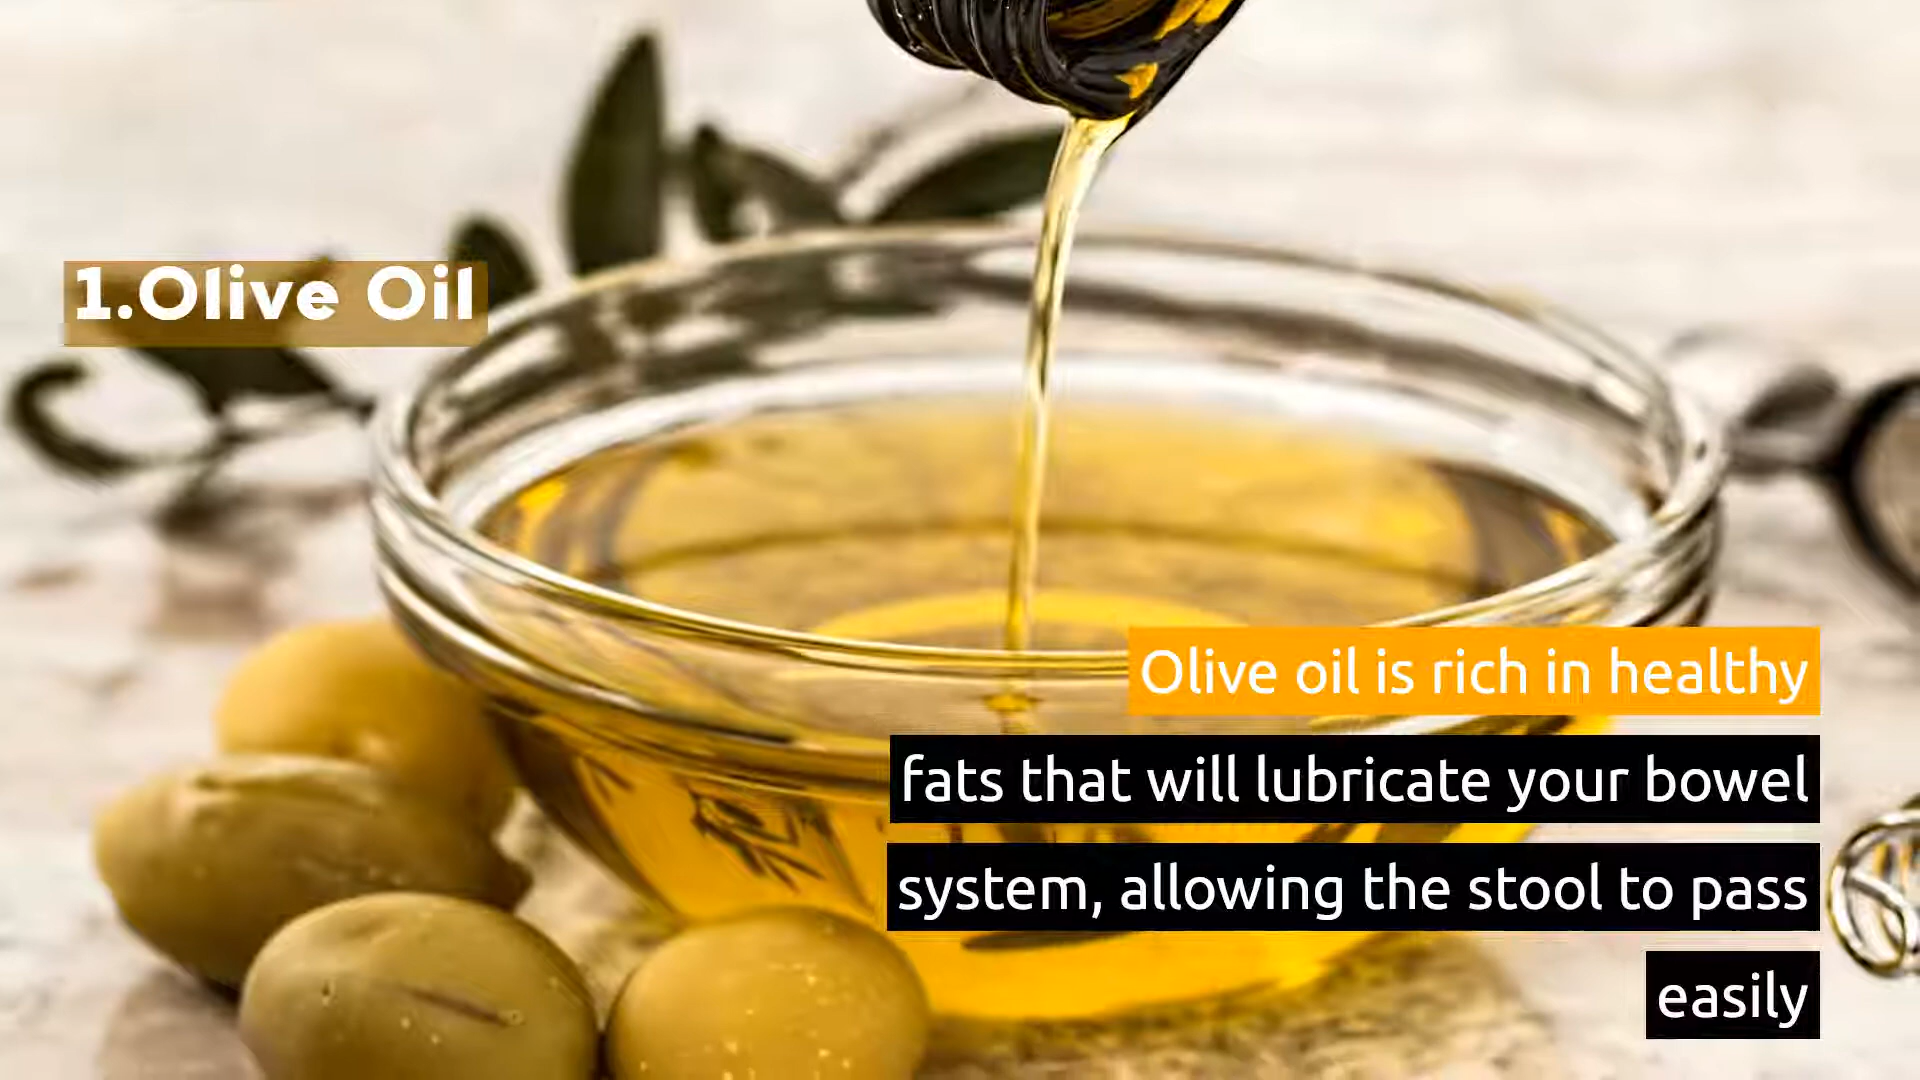 1.Olive Oil
Olive oil is rich in healthy
fats that will lubricate your bowel
system, allowing the stool to pass
easily